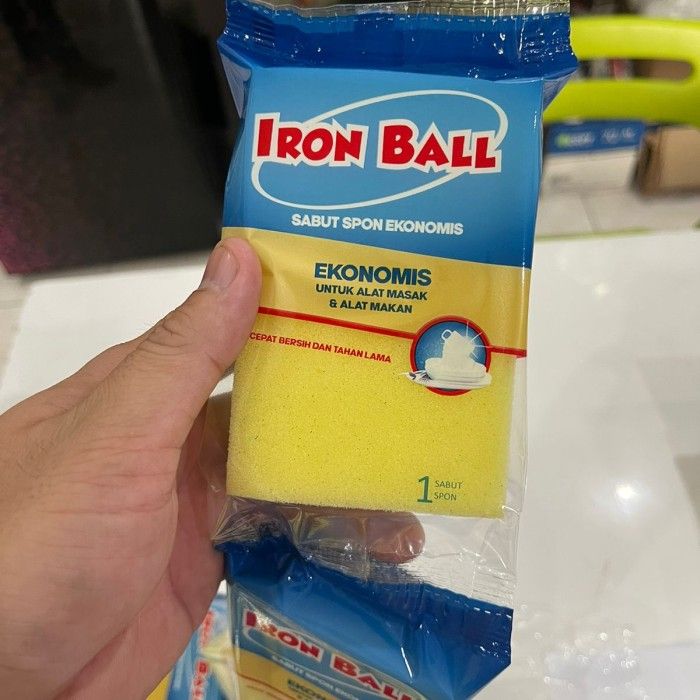 IRON BALL
SABUT SPON EKONOMIS
EKONOMIS
UNTUK ALAT MASAK
& ALAT MAKAN
CEPAT BERSIH DAN TAHAN LAMA
1 SABUT
SPON
IRON BALL
SABUT SPON EKONOMIS
EKONOMIS